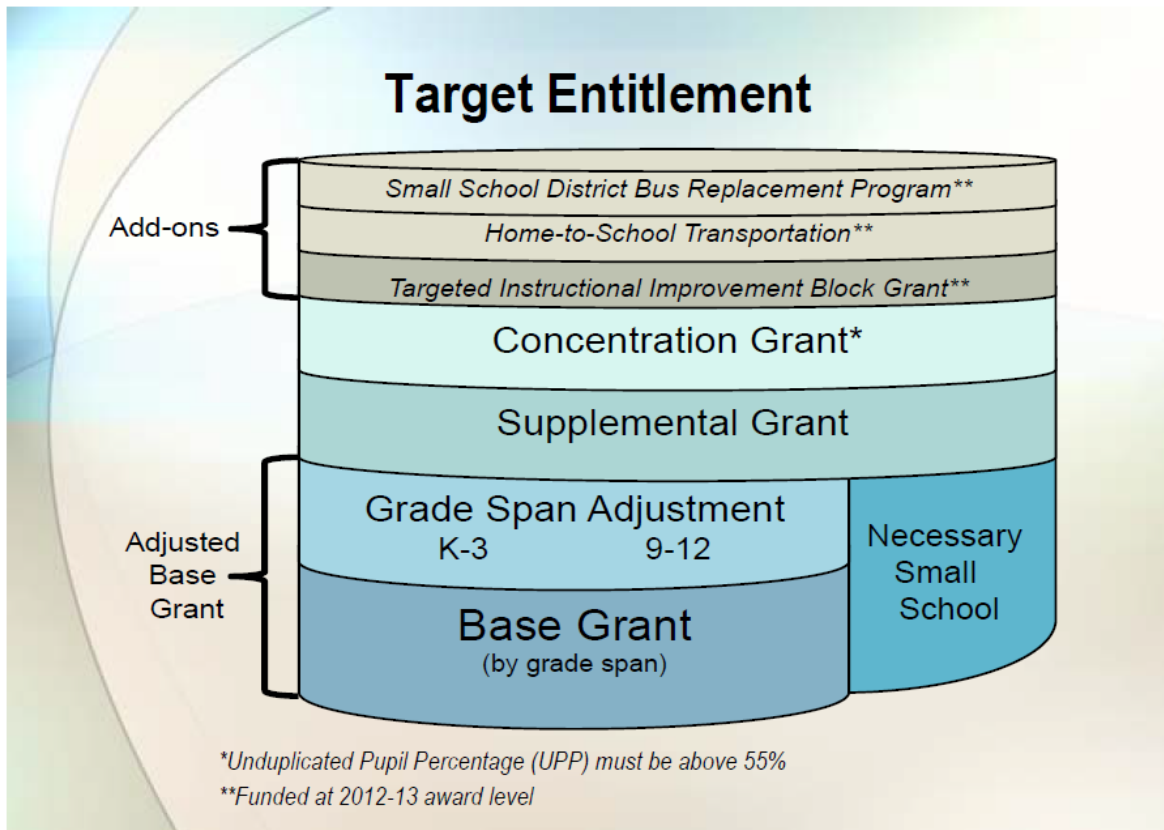 Target Entitlement
Small School District Bus Replacement Program**
Add-ons
Home-to-School Transportation**
Targeted Instructional Improvement Block Grant**
Concentration Grant*
Supplemental Grant
Adjusted
Base
Grant
Grade Span Adjustment
K-3 9-12
Necessary
Small
School
Base Grant
(by grade span)
*Unduplicated Pupil Percentage (UPP) must be above 55%
**Funded at 2012-13 award level